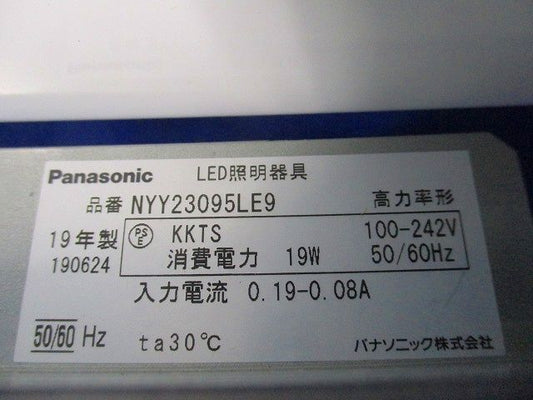 Panasonic LED照明器具
品番 NYY23095LE9 高力率形
19年製 PSE KKTS 100-242V
190624 消費電力 19W 50/60Hz
入力電流 0.19-0.08A
50/60 Hz ta30℃ パナソニック株式会社